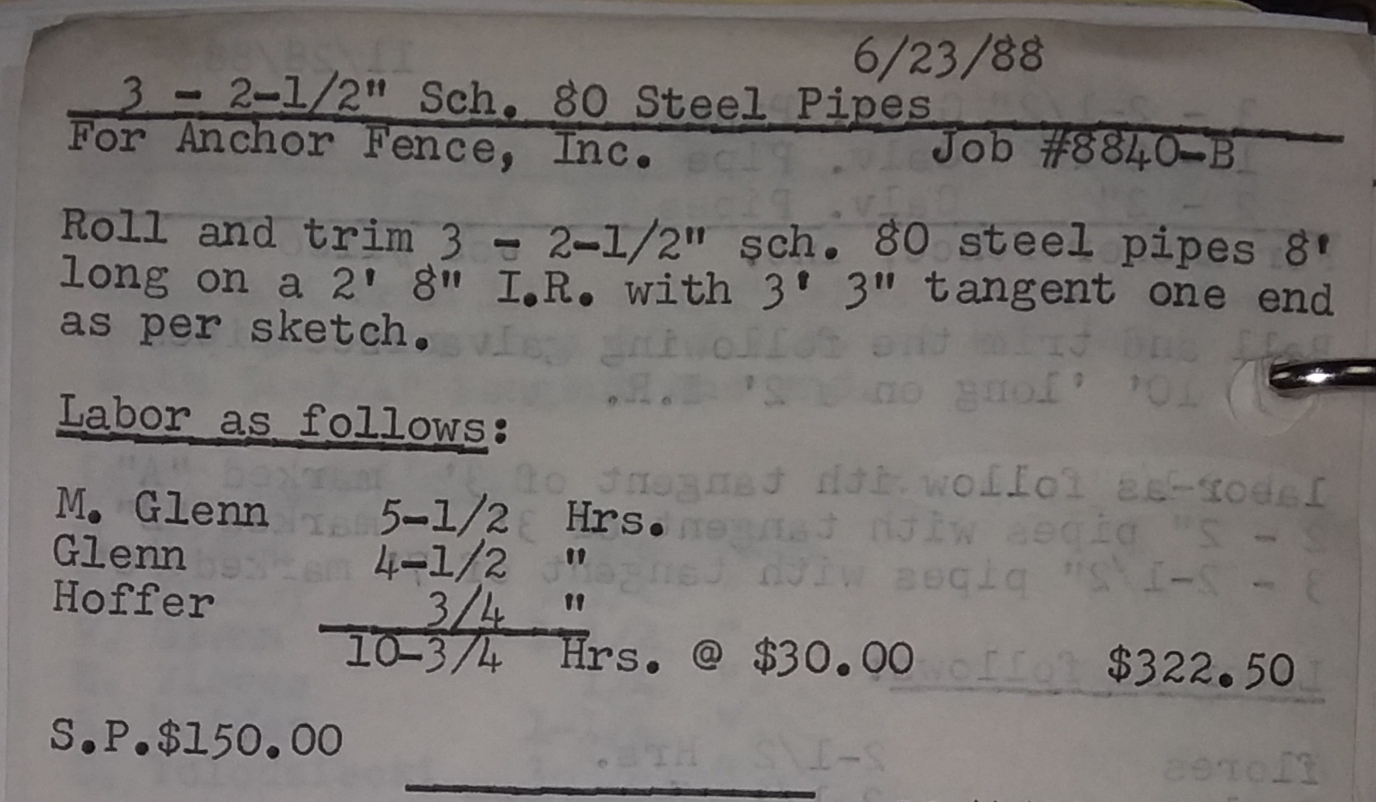 6/23/88
3 - 2-1/2" Sch. 80 Steel Pipes
For Anchor Fence, Inc. Job #8840-B
Roll and trim 3 - 2-1/2" sch. 80 steel pipes 8'
long on a 2' 8" I.R. with 3' 3" tangent one end
as per sketch.
Labor as follows:
M. Glenn 5-1/2 Hrs.
Glenn 4-1/2 "
Hoffer 3/4 "
10-3/4 Hrs. @ $30.00 $322.50
S.P.$150.00